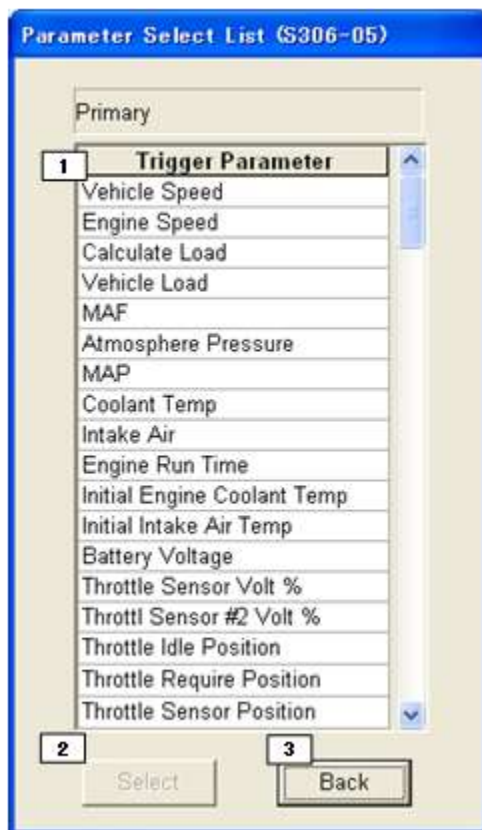 Parameter Select List (S306-05)
Primary
1
Trigger Parameter
Vehicle Speed
Engine Speed
Calculate Load
Vehicle Load
MAF
Atmosphere Pressure
MAP
Coolant Temp
Intake Air
Engine Run Time
Initial Engine Coolant Temp
Initial Intake Air Temp
Battery Voltage
Throttle Sensor Volt %
Throttl Sensor #2 Volt %
Throttle Idle Position
Throttle Require Position
Throttle Sensor Position
2
Select
3
Back